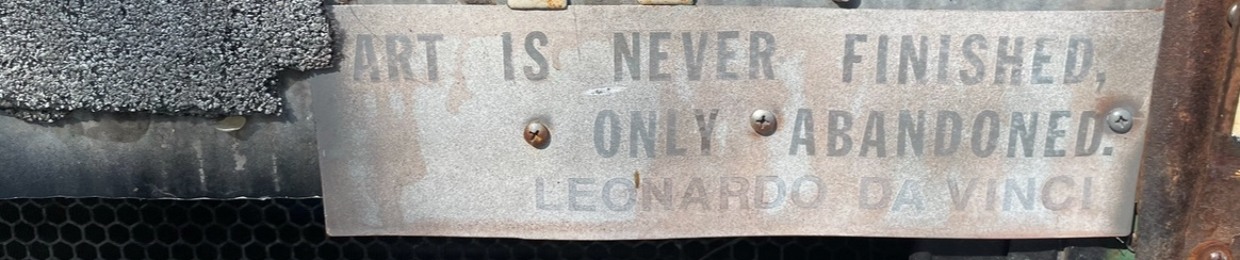 ART IS NEVER FINISHED,
ONLY ABANDONED.
LEONARDO DA VINCI